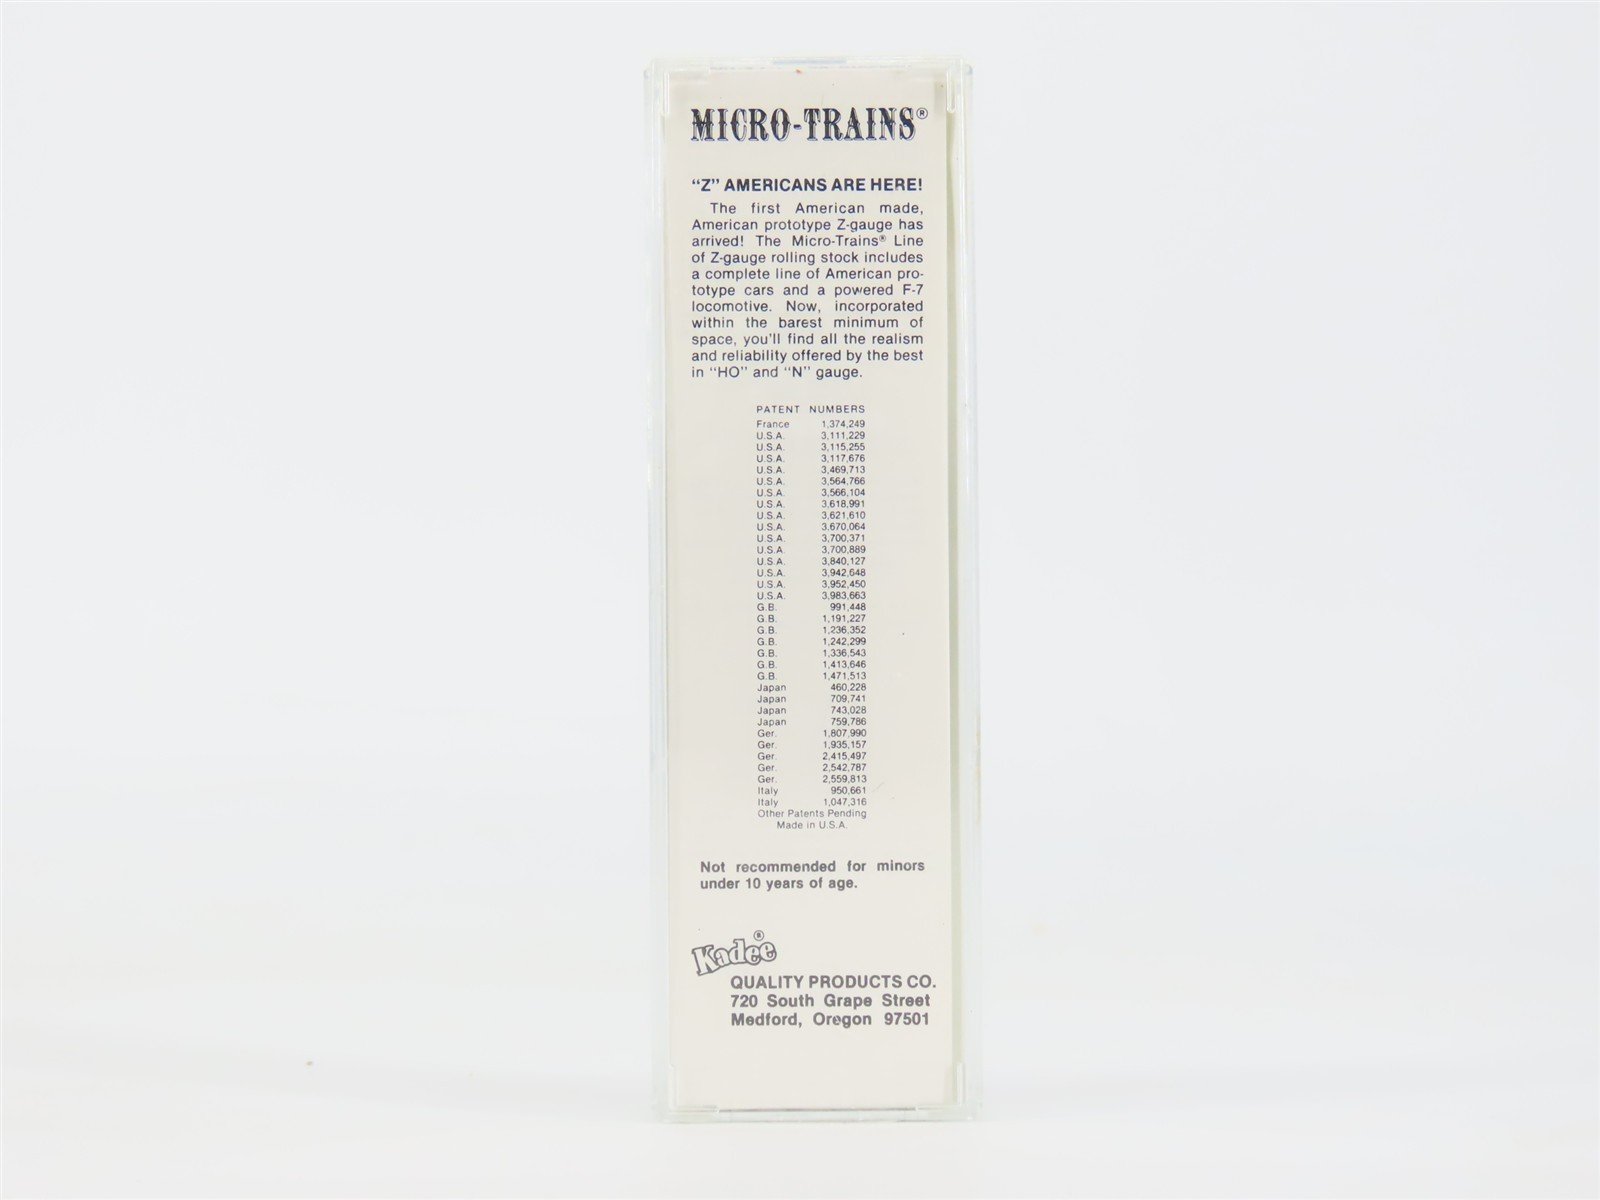 MICRO-TRAINS®
“Z” AMERICANS ARE HERE!
The first American made,
American prototype Z-gauge has
arrived! The Micro-Trains® Line
of Z-gauge rolling stock includes
a complete line of American pro-
totype cars and a powered F-7
locomotive. Now, incorporated
within the barest minimum of
space, you'll find all the realism
and reliability offered by the best
in “HO” and “N” gauge.
PATENT NUMBERS
France 1,374,249
U.S.A. 3,111,229
U.S.A. 3,115,255
U.S.A. 3,117,676
U.S.A. 3,469,713
U.S.A. 3,564,766
U.S.A. 3,566,104
U.S.A. 3,618,991
U.S.A. 3,621,610
U.S.A. 3,670,064
U.S.A. 3,700,371
U.S.A. 3,700,889
U.S.A. 3,840,127
U.S.A. 3,942,648
U.S.A. 3,952,450
U.S.A. 3,983,663
G.B. 991,448
G.B. 1,191,227
G.B. 1,236,352
G.B. 1,242,299
G.B. 1,336,543
G.B. 1,413,646
G.B. 1,471,513
Japan 460,228
Japan 709,741
Japan 743,028
Japan 759,786
Ger. 1,807,990
Ger. 1,935,157
Ger. 2,415,497
Ger. 2,542,787
Ger. 2,559,813
Italy 950,661
Italy 1,047,316
Other Patents Pending
Made in U.S.A.
Not recommended for minors
under 10 years of age.
Kadee®
QUALITY PRODUCTS CO.
720 South Grape Street
Medford, Oregon 97501